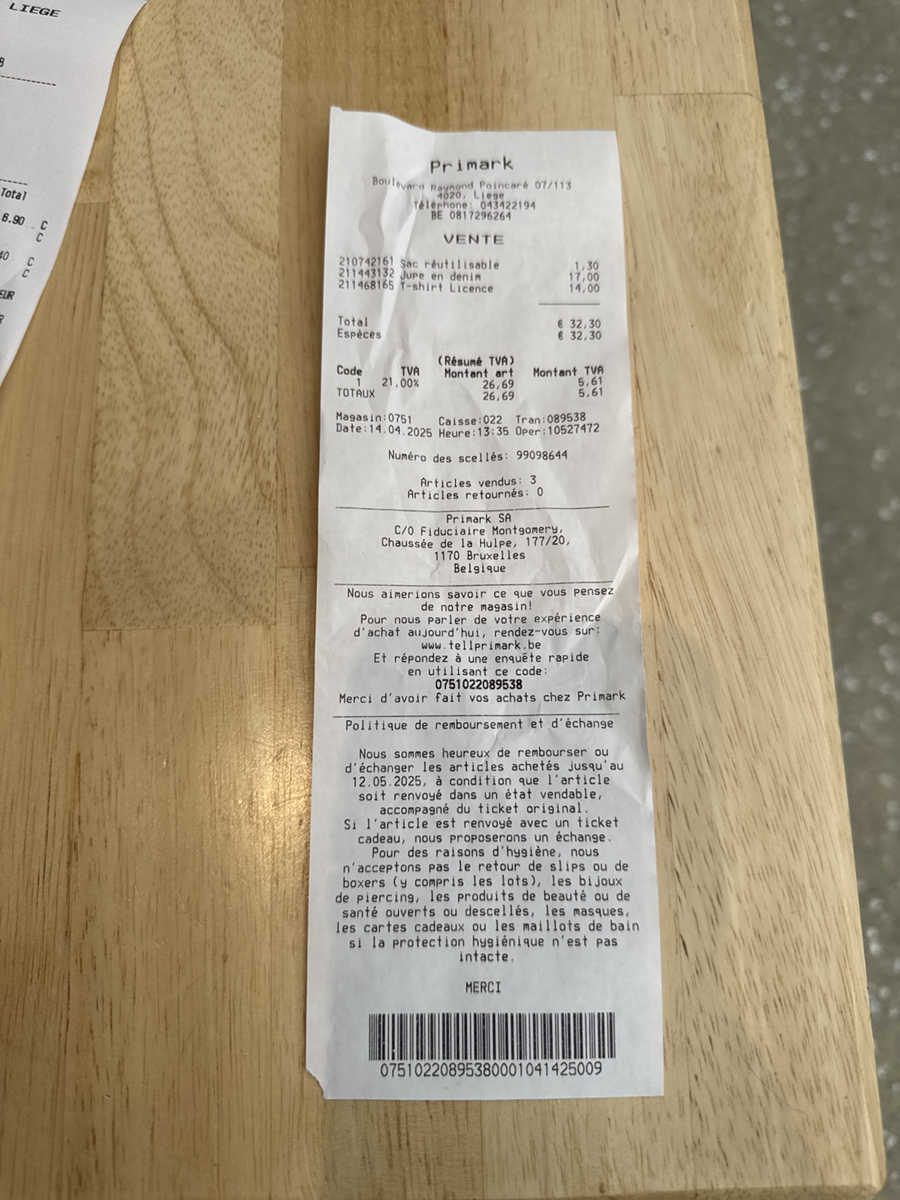 LIEGE
8
Total
6.90 C
C
40 C
C
EUR
R
Primark
Boulevard Raymond Poincaré 07/113
4020, Liege
Téléphone: 043422194
BE 0817296264
VENTE
210742161 Sac réutilisable 1,30
211443132 Jupe en denim 17,00
211468165 T-shirt Licence 14,00
Total € 32,30
Espèces € 32,30
(Résumé TVA)
Code TVA Montant art Montant TVA
1 21,00% 26,69 5,61
TOTAUX 26,69 5,61
Magasin:0751 Caisse:022 Tran:089538
Date:14.04.2025 Heure:13:35 Oper:10527472
Numéro des scellés: 99098644
Articles vendus: 3
Articles retournés: 0
Primark SA
C/O Fiduciaire Montgomery,
Chaussée de la Hulpe, 177/20,
1170 Bruxelles
Belgique
Nous aimerions savoir ce que vous pensez
de notre magasin!
Pour nous parler de votre expérience
d'achat aujourd'hui, rendez-vous sur:
www.tellprimark.be
Et répondez à une enquête rapide
en utilisant ce code:
0751022089538
Merci d'avoir fait vos achats chez Primark
Politique de remboursement et d'échange
Nous sommes heureux de rembourser ou
d'échanger les articles achetés jusqu'au
12.05.2025, à condition que l'article
soit renvoyé dans un état vendable,
accompagné du ticket original.
Si l'article est renvoyé avec un ticket
cadeau, nous proposerons un échange.
Pour des raisons d'hygiène, nous
n'acceptons pas le retour de slips ou de
boxers (y compris les lots), les bijoux
de piercing, les produits de beauté ou de
santé ouverts ou descellés, les masques,
les cartes cadeaux ou les maillots de bain
si la protection hygiénique n'est pas
intacte.
MERCI
07510220895380001041425009